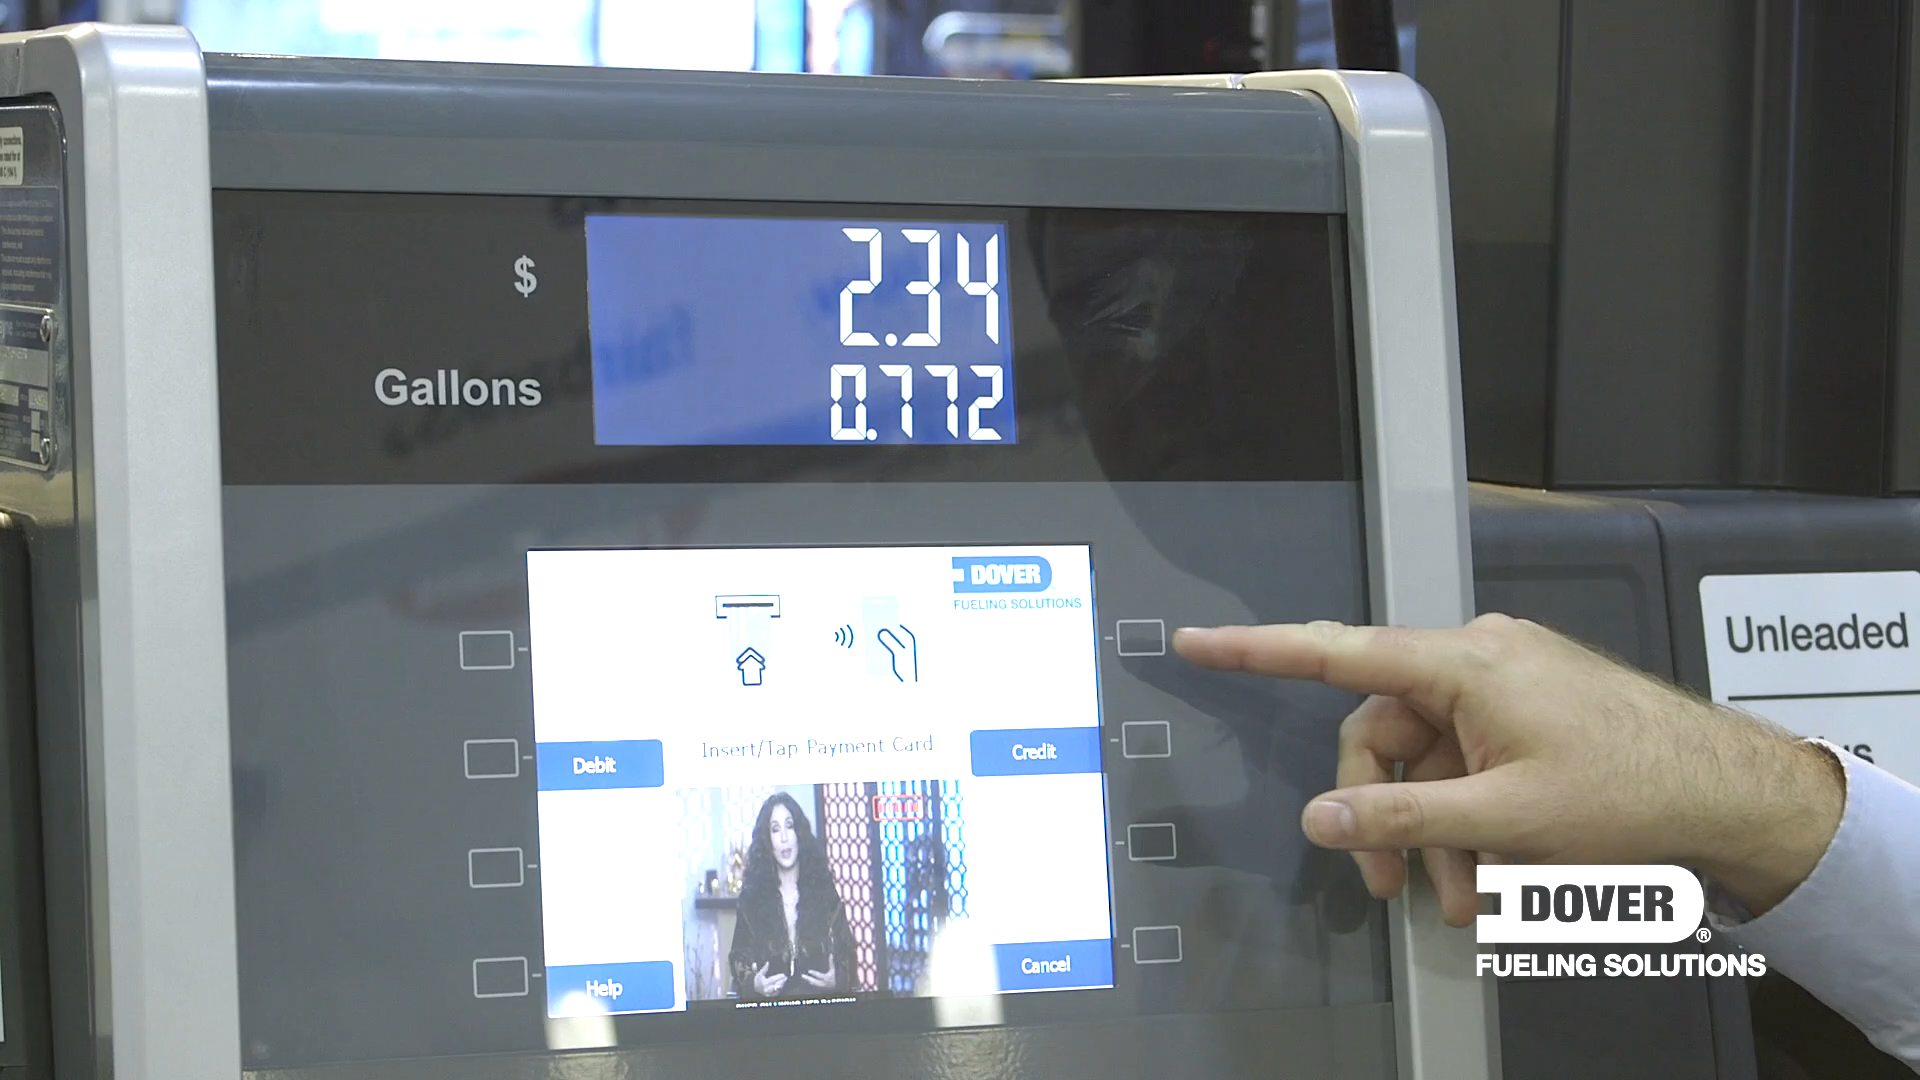 $ 2.34
Gallons 0.772
DOVER
FUELING SOLUTIONS
Insert/Tap Payment Card
Debit
Credit
Help
Cancel
Unleaded
DOVER®
FUELING SOLUTIONS